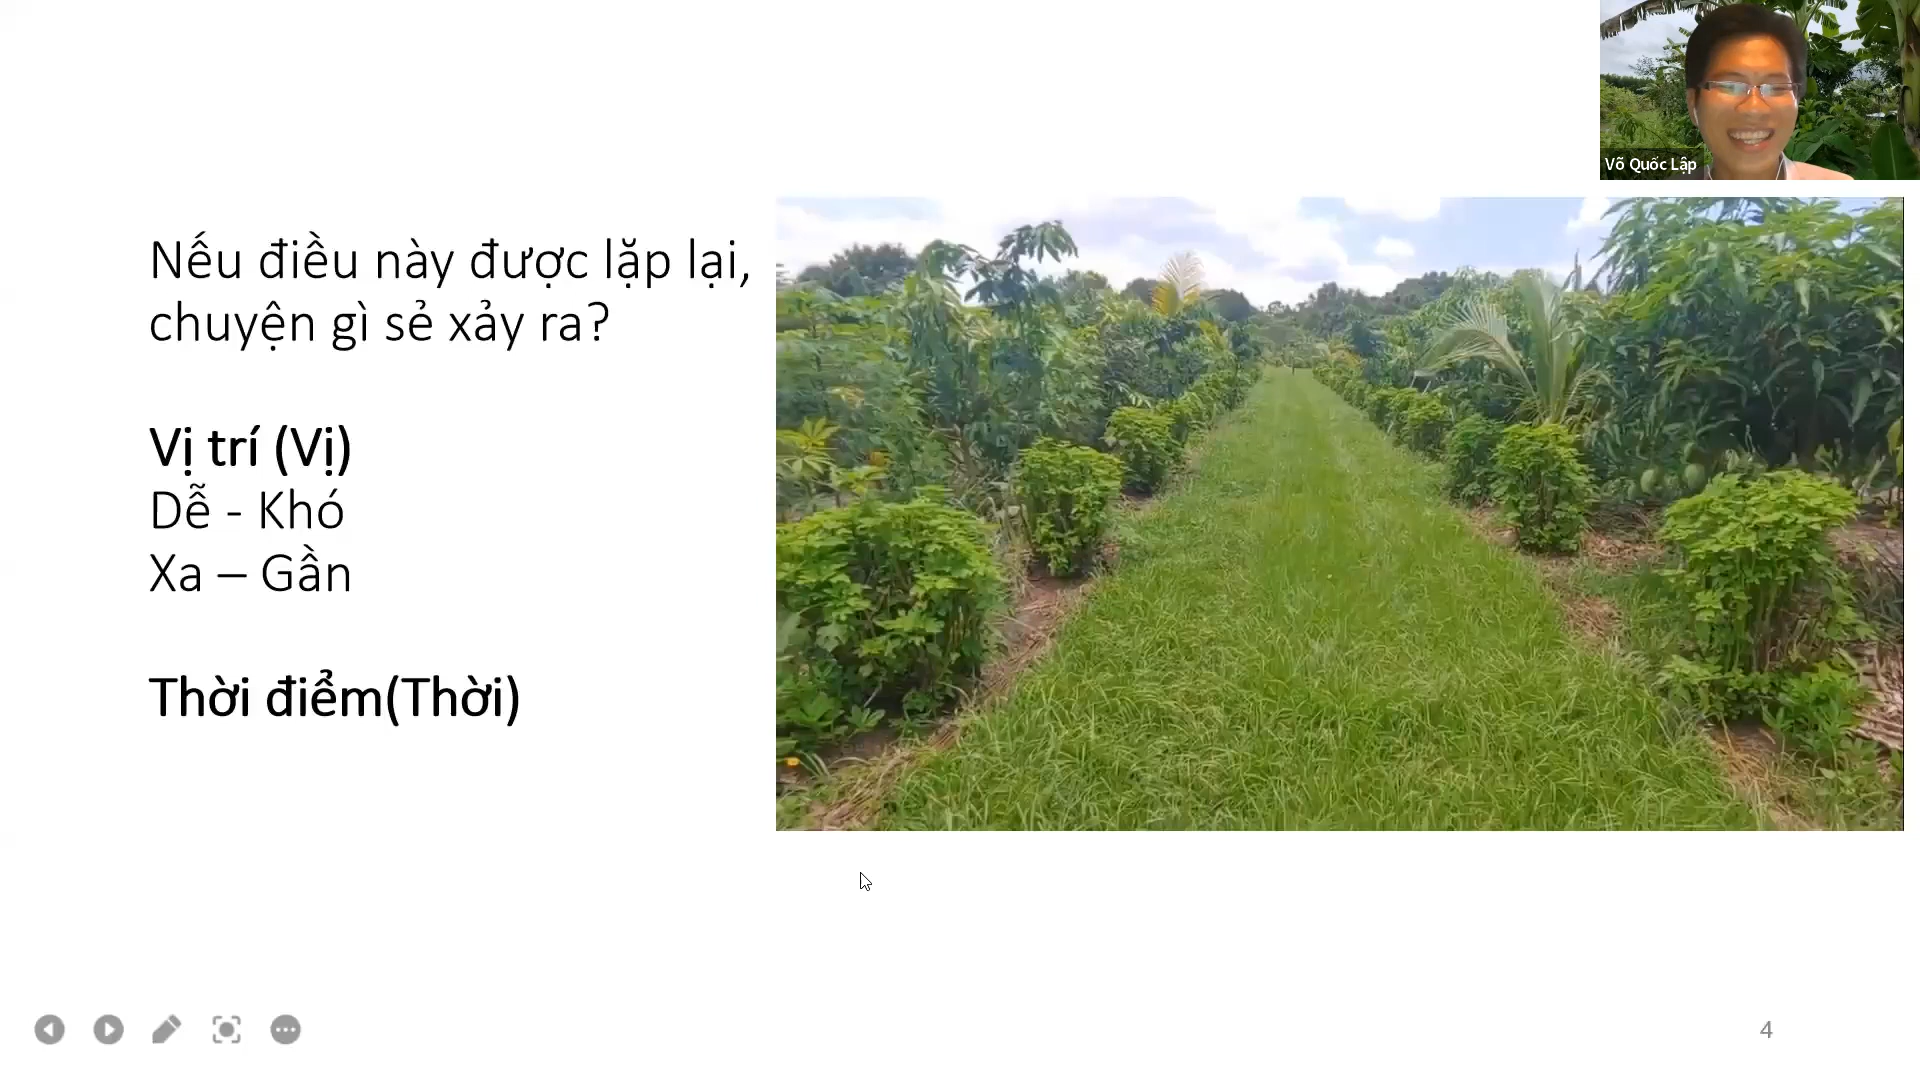 Võ Quốc Lập
Nếu điều này được lặp lại,
chuyện gì sẻ xảy ra?
Vị trí (Vị)
Dễ - Khó
Xa – Gần
Thời điểm(Thời)
4